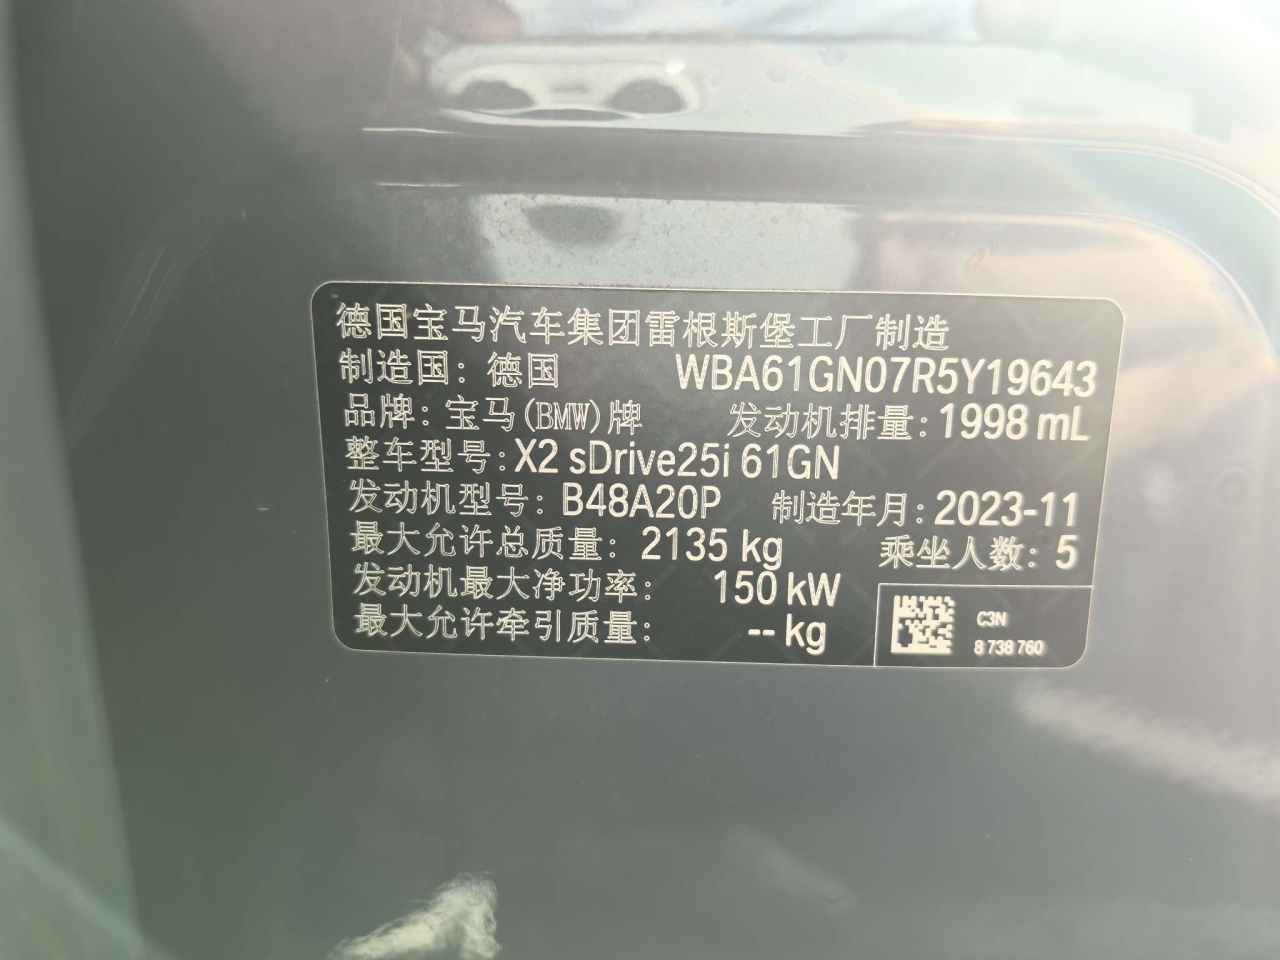 德国宝马汽车集团雷根斯堡工厂制造
制造国：德国 WBA61GN07R5Y19643
品牌：宝马(BMW)牌 发动机排量：1998 mL
整车型号：X2 sDrive25i 61GN
发动机型号：B48A20P 制造年月：2023-11
最大允许总质量：2135 kg 乘坐人数：5
发动机最大净功率：150 kW
最大允许牵引质量：-- kg
C3N
8 738 760